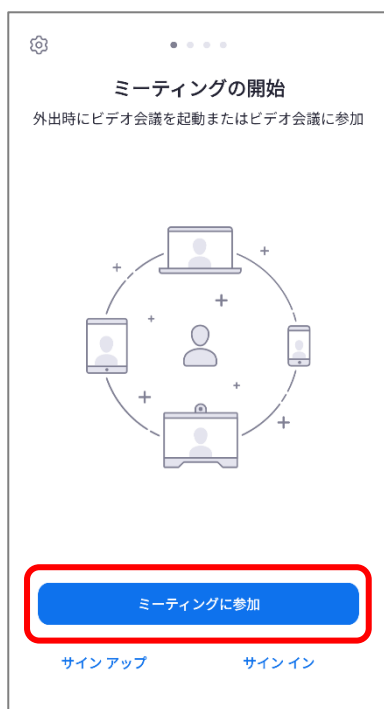 ミーティングの開始
外出時にビデオ会議を起動またはビデオ会議に参加
ミーティングに参加
サイン アップ
サイン イン